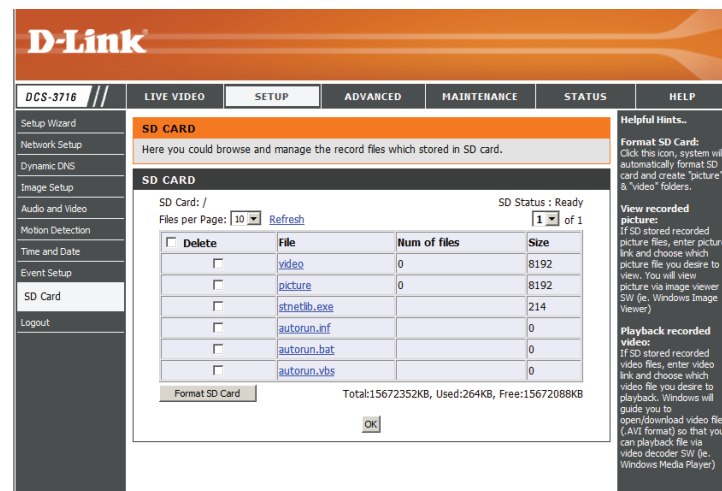 D-Link
DCS-3716
LIVE VIDEO
SETUP
ADVANCED
MAINTENANCE
STATUS
HELP
Setup Wizard
Network Setup
Dynamic DNS
Image Setup
Audio and Video
Motion Detection
Time and Date
Event Setup
SD Card
Logout
SD CARD
Here you could browse and manage the record files which stored in SD card.
SD CARD
SD Card: /
SD Status : Ready
Files per Page: 10 Refresh
1 of 1
Delete File Num of files Size
video 0 8192
picture 0 8192
stnetlib.exe 214
autorun.inf 0
autorun.bat 0
autorun.vbs 0
Format SD Card
Total:15672352KB, Used:264KB, Free:15672088KB
OK
Helpful Hints..
Format SD Card:
Click this icon, system will
automatically format SD
card and create "picture"
& "video" folders.
View recorded
picture:
If SD stored recorded
picture files, enter picture
link and choose which
picture file you desire to
view. You will view
picture via image viewer
SW (ie. Windows Image
Viewer)
Playback recorded
video:
If SD stored recorded
video files, enter video
link and choose which
video file you desire to
playback. Windows will
guide you to
open/download video file
(.AVI format) so that you
can playback file via
video decoder SW (ie.
Windows Media Player)